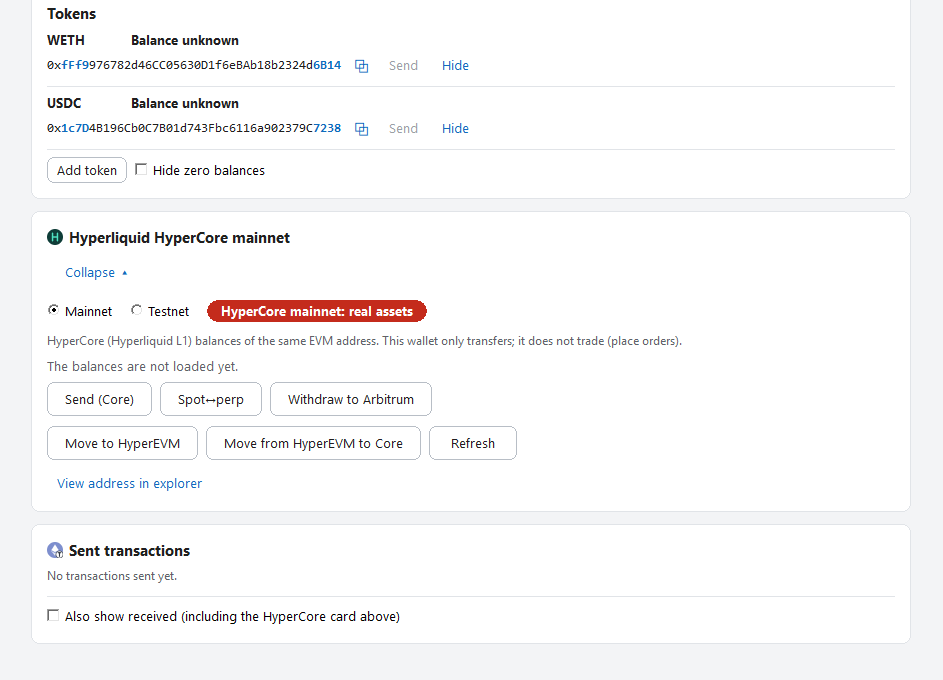 Tokens
WETH Balance unknown
0xfFf9976782d46CC05630D1f6eBAb18b2324d6B14 Send Hide
USDC Balance unknown
0x1c7D4B196Cb0C7B01d743Fbc6116a902379C7238 Send Hide
Add token Hide zero balances
H Hyperliquid HyperCore mainnet
Collapse ▲
Mainnet Testnet HyperCore mainnet: real assets
HyperCore (Hyperliquid L1) balances of the same EVM address. This wallet only transfers; it does not trade (place orders).
The balances are not loaded yet.
Send (Core) Spot↔perp Withdraw to Arbitrum
Move to HyperEVM Move from HyperEVM to Core Refresh
View address in explorer
Sent transactions
No transactions sent yet.
Also show received (including the HyperCore card above)